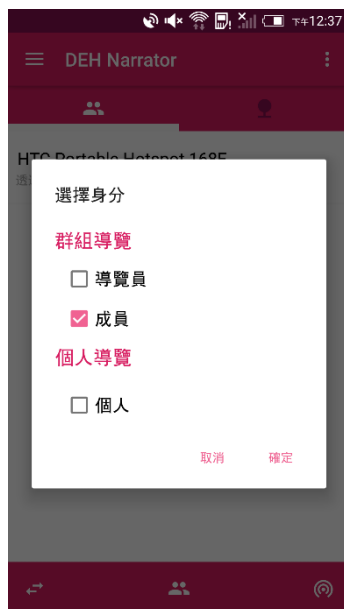 下午12:37
DEH Narrator
HTC Portable Hotspot 168F
透
選擇身分
群組導覽
導覽員
成員
個人導覽
個人
取消
確定